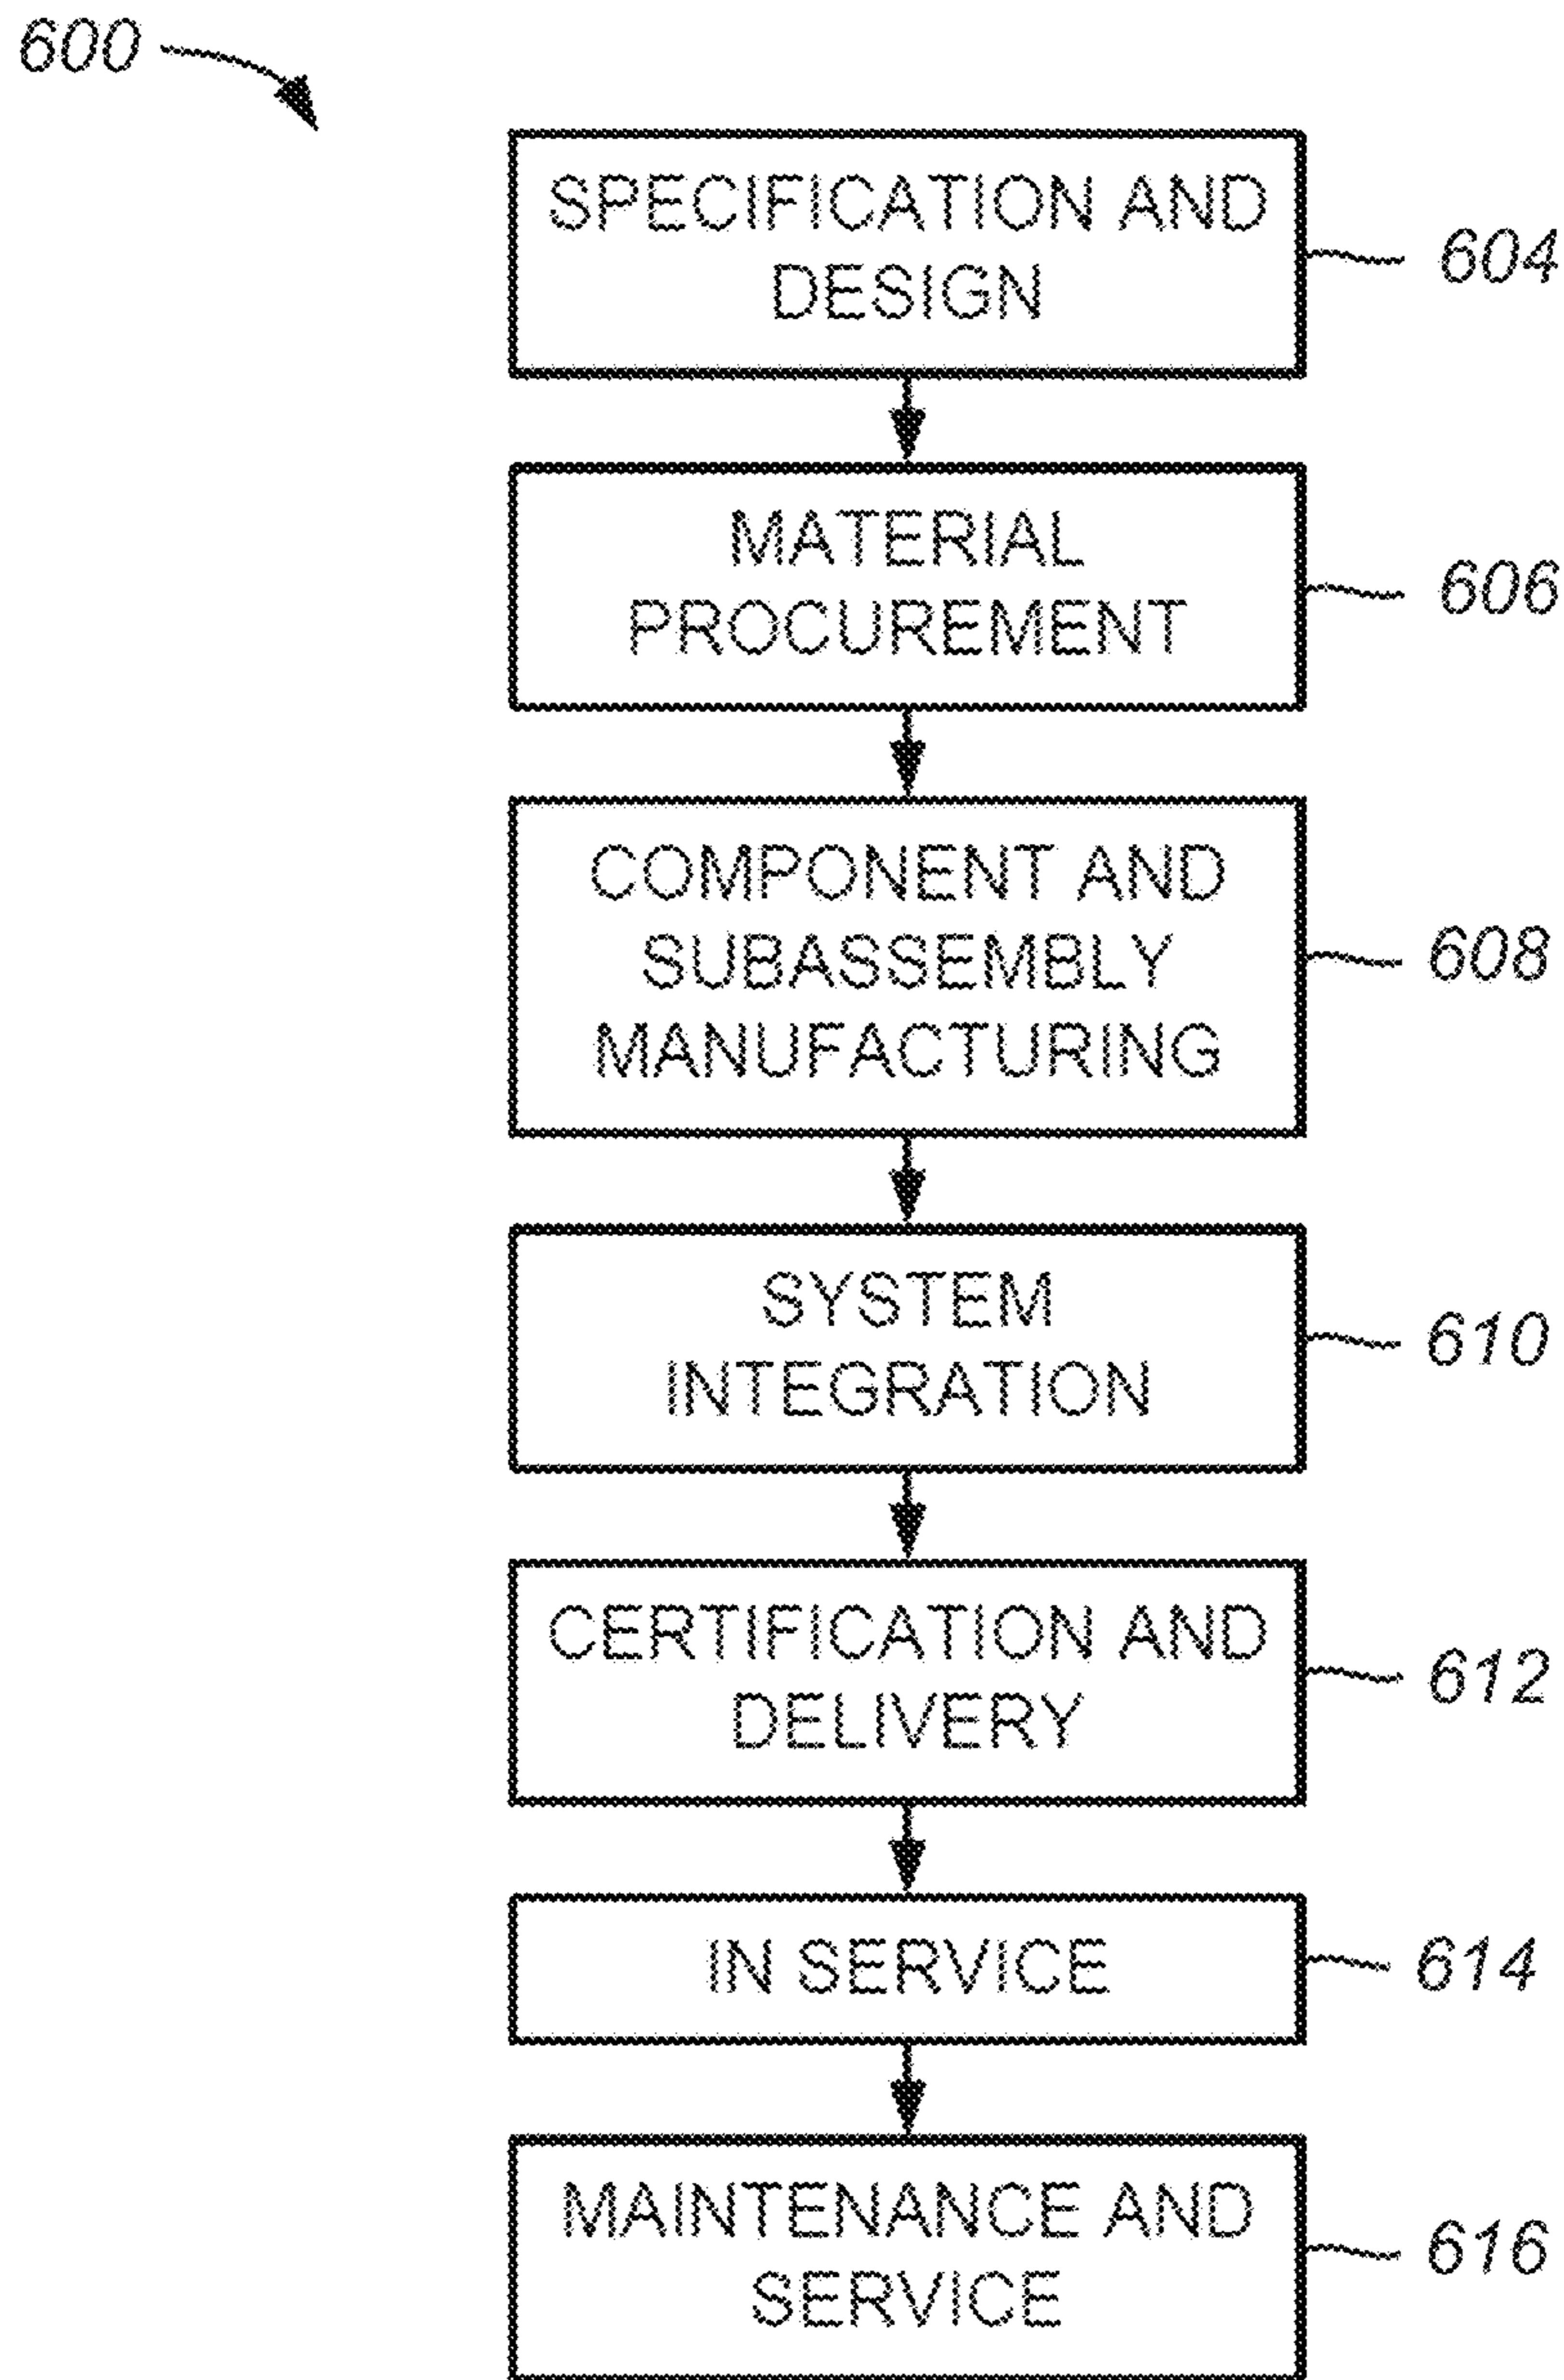 600
SPECIFICATION AND
DESIGN
604
MATERIAL
PROCUREMENT
606
COMPONENT AND
SUBASSEMBLY
MANUFACTURING
608
SYSTEM
INTEGRATION
610
CERTIFICATION AND
DELIVERY
612
IN SERVICE
614
MAINTENANCE AND
SERVICE
616